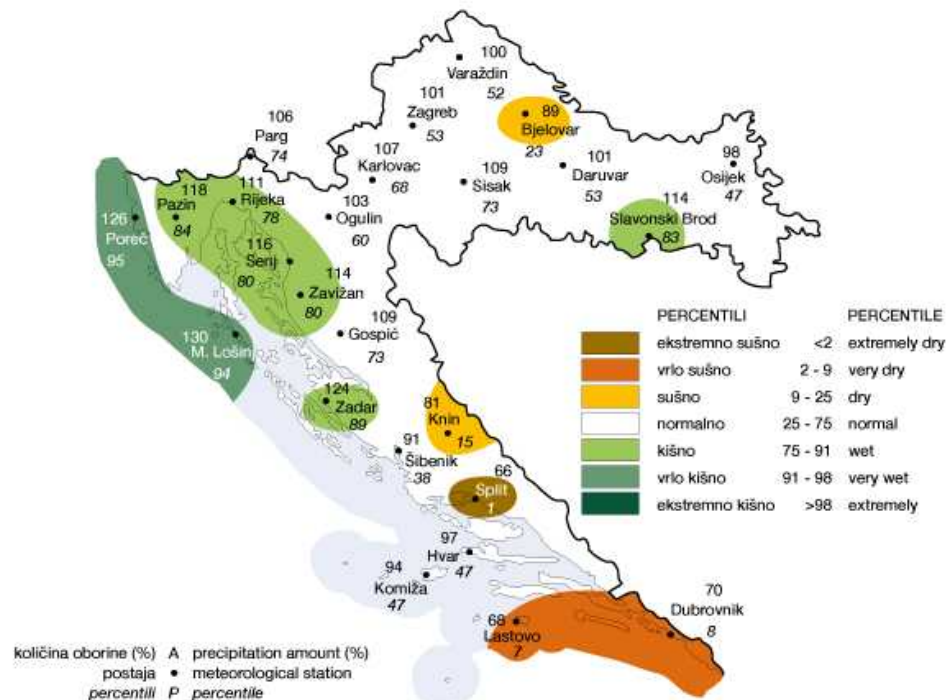 100
Varaždin
52
101
Zagreb
53
89
Bjelovar
23
106
Parg
74
107
Karlovac
68
109
Sisak
73
101
Daruvar
53
98
Osijek
47
118
Pazin
84
111
Rijeka
78
103
Ogulin
60
114
Slavonski Brod
83
126
Poreč
95
116
Senj
80
114
Zavižan
80
109
Gospić
73
130
M. Lošinj
94
124
Zadar
89
81
Knin
15
91
Šibenik
38
66
Split
1
97
Hvar
47
94
Komiža
47
68
Lastovo
7
70
Dubrovnik
8
PERCENTILI PERCENTILE
ekstremno sušno <2 extremely dry
vrlo sušno 2 - 9 very dry
sušno 9 - 25 dry
normalno 25 - 75 normal
kišno 75 - 91 wet
vrlo kišno 91 - 98 very wet
ekstremno kišno >98 extremely
količina oborine (%) A precipitation amount (%)
postaja • meteorological station
percentili P percentile